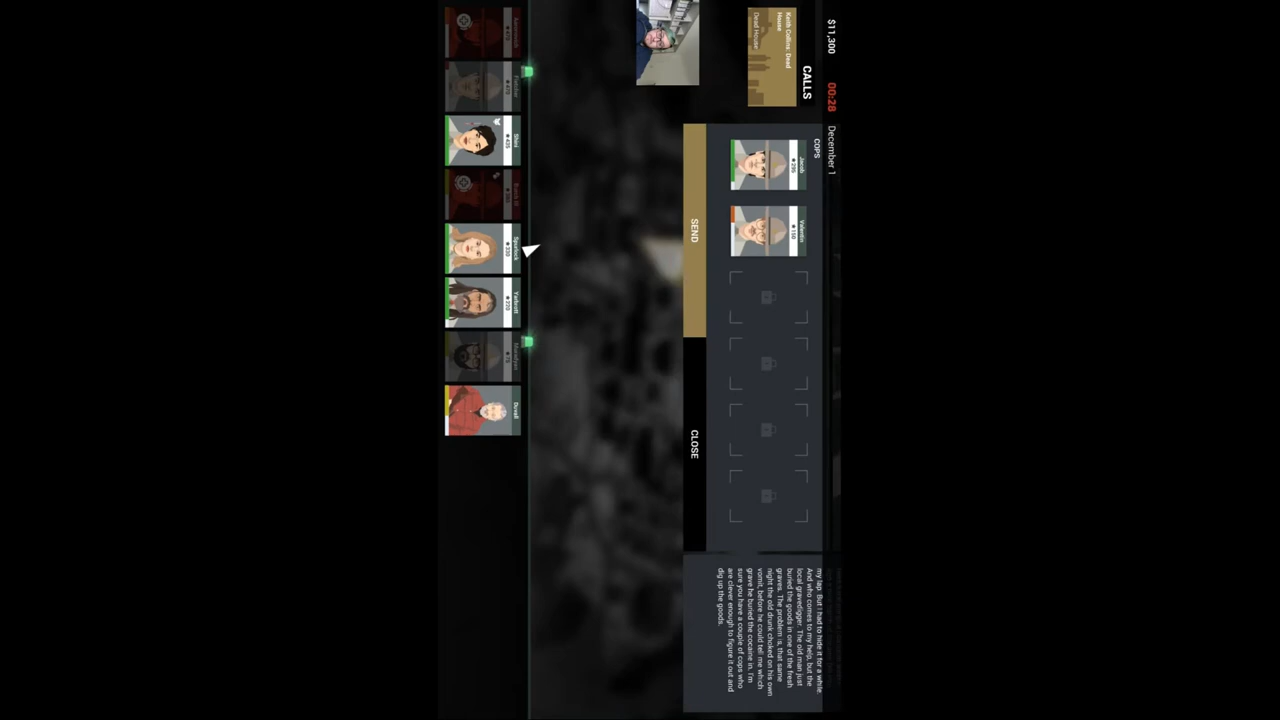 $11,300
00:28
December 1
CALLS
Keith Collins Dead
House
Dead House
COPS
Jacob
295
Valentin
150
SEND
CLOSE
my lap. But I had to hide it for a while.
And who comes to my help, but the
local gravedigger. The old man just
buried the goods in one of the fresh
graves. The problem is, that same
night the old drunk choked on his own
vomit, before he could tell me which
grave he buried the cocaine in. I'm
sure you have a couple of cops who
are clever enough to figure it out and
dig up the goods.
Spurlock
330
220
Duvall